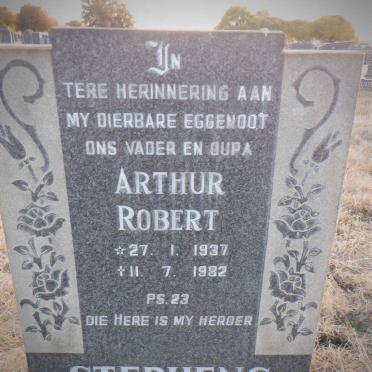 IN
TERE HERINNERING AAN
MY DIERBARE EGGENOOT
ONS VADER EN OUPA
ARTHUR
ROBERT
☆27. 1. 1937
✝11. 7. 1982
PS. 23
DIE HERE IS MY HERDER
STEPHENS